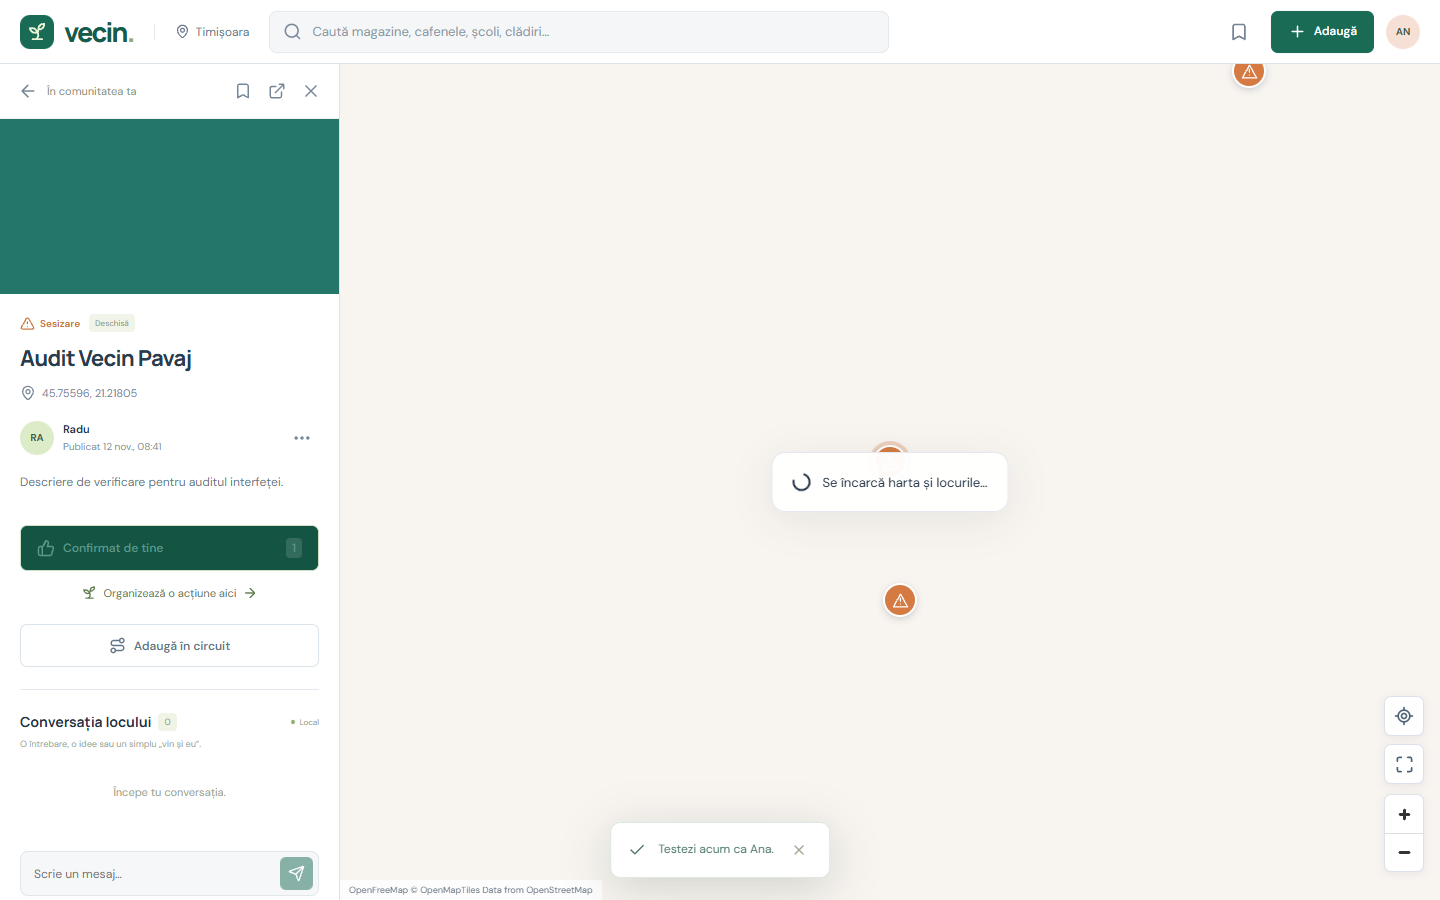 vecin.
Timișoara
Caută magazine, cafenele, școli, clădiri...
Adaugă
AN
În comunitatea ta
Sesizare
Deschisă
Audit Vecin Pavaj
45.75596, 21.21805
RA
Radu
Publicat 12 nov., 08:41
Descriere de verificare pentru auditul interfeței.
Confirmat de tine
1
Organizează o acțiune aici
Adaugă în circuit
Conversația locului
0
Local
O întrebare, o idee sau un simplu „vin și eu”.
Începe tu conversația.
Scrie un mesaj...
Se încarcă harta și locurile...
Testezi acum ca Ana.
OpenFreeMap © OpenMapTiles Data from OpenStreetMap